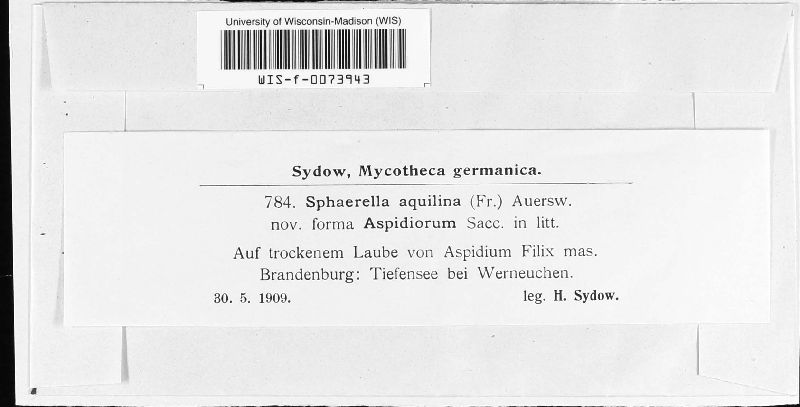 University of Wisconsin-Madison (WIS)
WIS-f-0073943
Sydow, Mycotheca germanica.
784. Sphaerella aquilina (Fr.) Auersw.
nov. forma Aspidiorum Sacc. in litt.
Auf trockenem Laube von Aspidium Filix mas.
Brandenburg: Tiefensee bei Werneuchen.
30. 5. 1909. leg. H. Sydow.